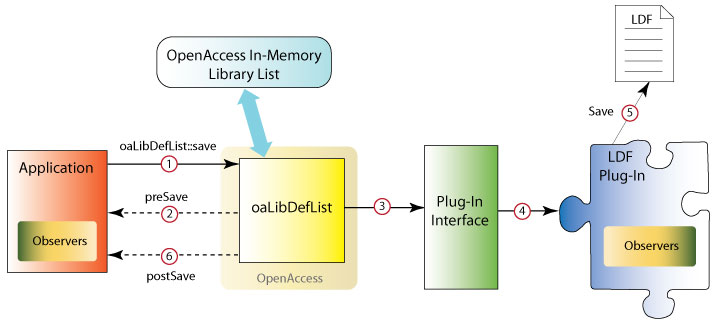 LDF
OpenAccess In-Memory
Library List
Save
5
oaLibDefList::save
1
Application
preSave
2
Observers
6
postSave
oaLibDefList
OpenAccess
3
Plug-In
Interface
4
LDF
Plug-In
Observers